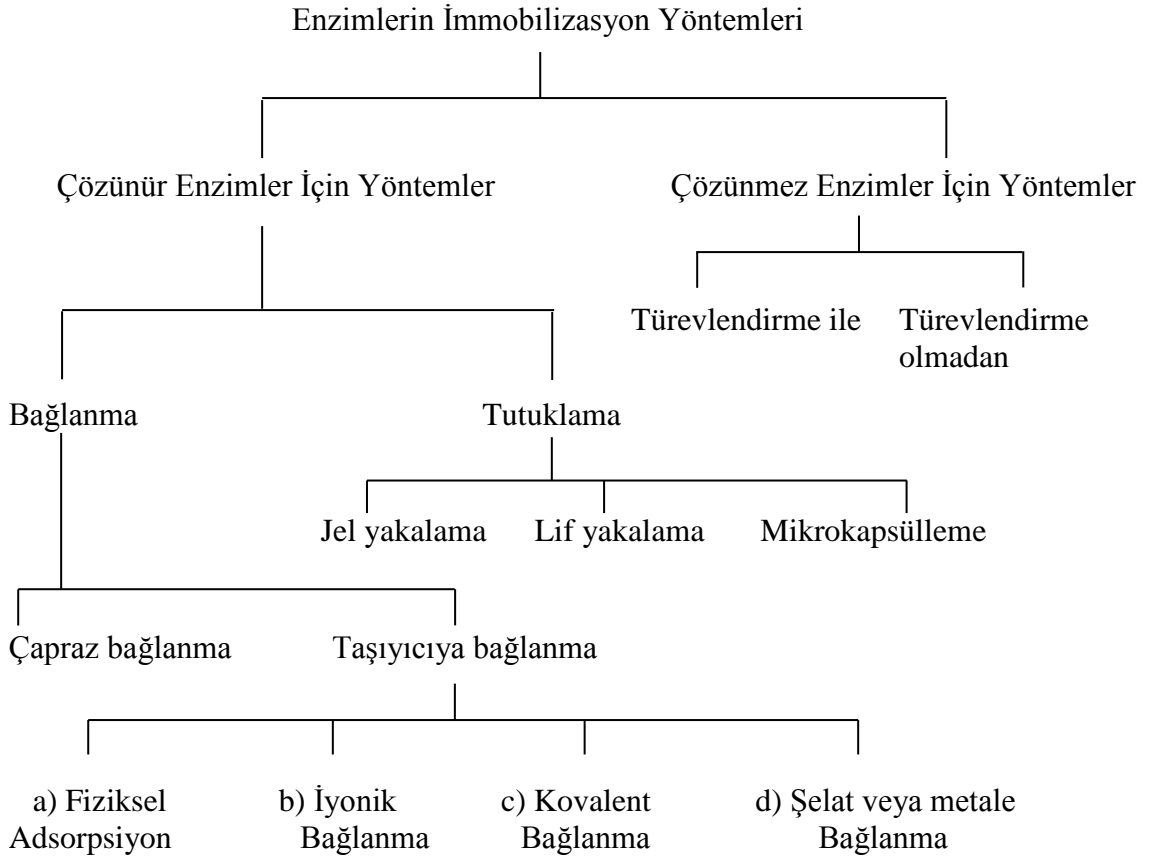 Enzimlerin İmmobilizasyon Yöntemleri
Çözünür Enzimler İçin Yöntemler
Çözünmez Enzimler İçin Yöntemler
Türevlendirme ile
Türevlendirme
olmadan
Bağlanma
Tutuklama
Jel yakalama
Lif yakalama
Mikrokapsülleme
Çapraz bağlanma
Taşıyıcıya bağlanma
a) Fiziksel
Adsorpsiyon
b) İyonik
Bağlanma
c) Kovalent
Bağlanma
d) Şelat veya metale
Bağlanma